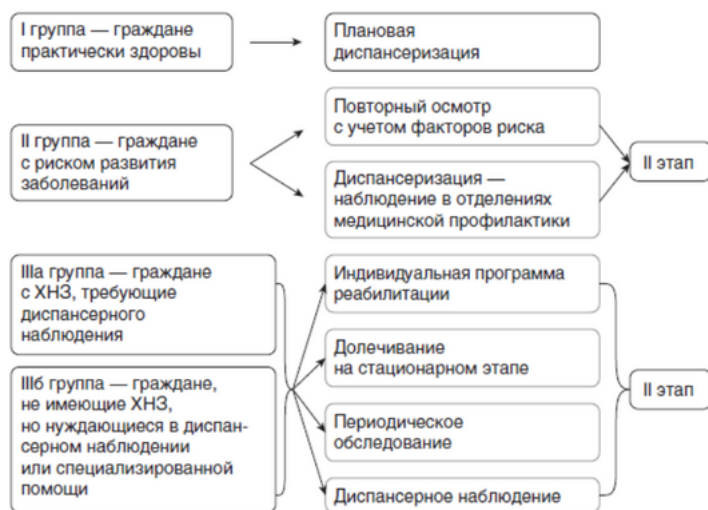 I группа — граждане
практически здоровы
Плановая
диспансеризация
II группа — граждане
с риском развития
заболеваний
Повторный осмотр
с учетом факторов риска
Диспансеризация —
наблюдение в отделениях
медицинской профилактики
II этап
IIIа группа — граждане
с ХНЗ, требующие
диспансерного
наблюдения
IIIб группа — граждане,
не имеющие ХНЗ,
но нуждающиеся в диспан-
серном наблюдении
или специализированной
помощи
Индивидуальная программа
реабилитации
Долечивание
на стационарном этапе
Периодическое
обследование
Диспансерное наблюдение
II этап